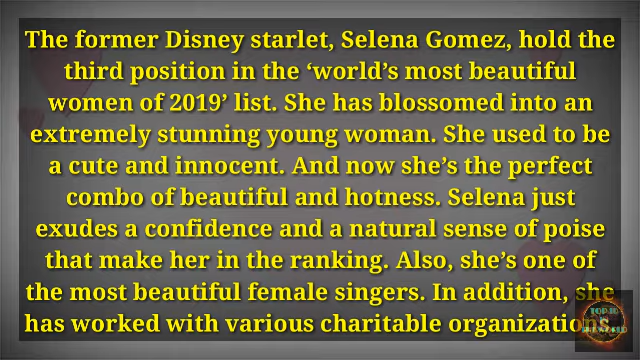 The former Disney starlet, Selena Gomez, hold the
third position in the ‘world’s most beautiful
women of 2019’ list. She has blossomed into an
extremely stunning young woman. She used to be
a cute and innocent. And now she’s the perfect
combo of beautiful and hotness. Selena just
exudes a confidence and a natural sense of poise
that make her in the ranking. Also, she’s one of
the most beautiful female singers. In addition, she
has worked with various charitable organizations.
TOP 10